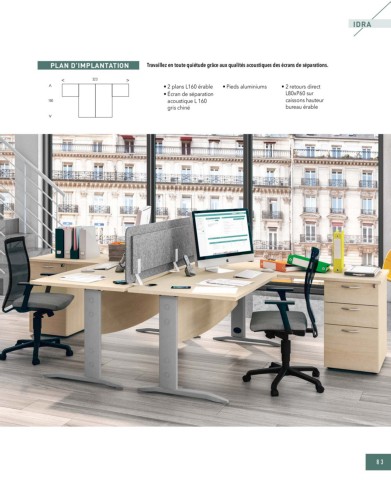 IDRA
PLAN D'IMPLANTATION
Travaillez en toute quiétude grâce aux qualités acoustiques des écrans de séparations.
• 2 plans L160 érable
• Écran de séparation
acoustique L 160
gris chiné
• Pieds aluminiums
• 2 retours direct
L80xP60 sur
caissons hauteur
bureau érable
83